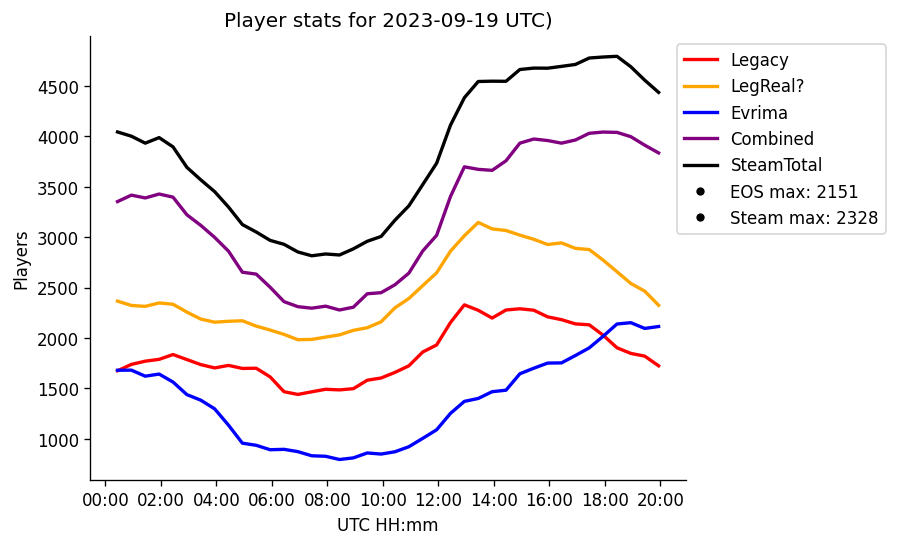 Player stats for 2023-09-19 UTC)
Legacy
LegReal?
Evrima
Combined
SteamTotal
EOS max: 2151
Steam max: 2328
Players
4500
4000
3500
3000
2500
2000
1500
1000
00:00 02:00 04:00 06:00 08:00 10:00 12:00 14:00 16:00 18:00 20:00
UTC HH:mm